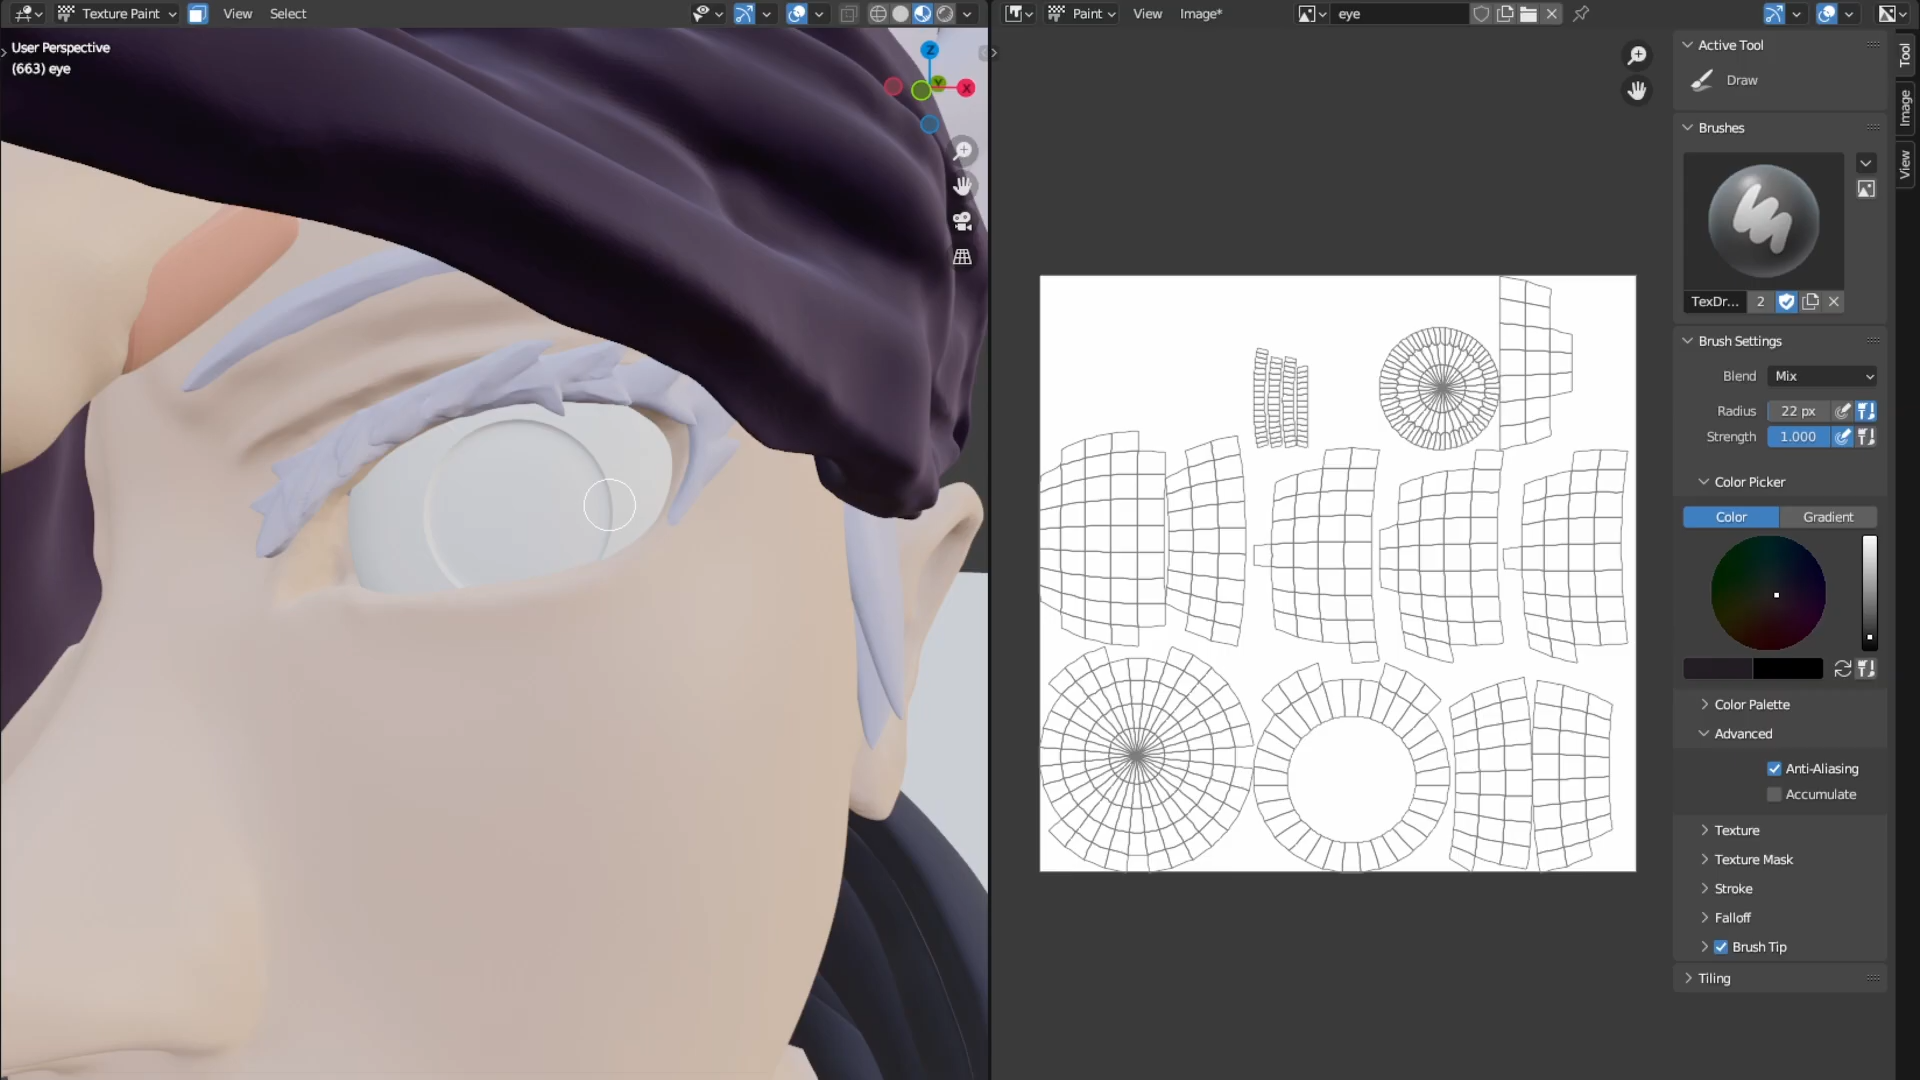 Texture Paint
View
Select
User Perspective
(663) eye
Z
Y
X
Paint
View
Image*
eye
Active Tool
Draw
Brushes
TexDr...
2
Brush Settings
Blend
Mix
Radius
22 px
Strength
1.000
Color Picker
Color
Gradient
Color Palette
Advanced
Anti-Aliasing
Accumulate
Texture
Texture Mask
Stroke
Falloff
Brush Tip
Tiling
Tool
Image
View